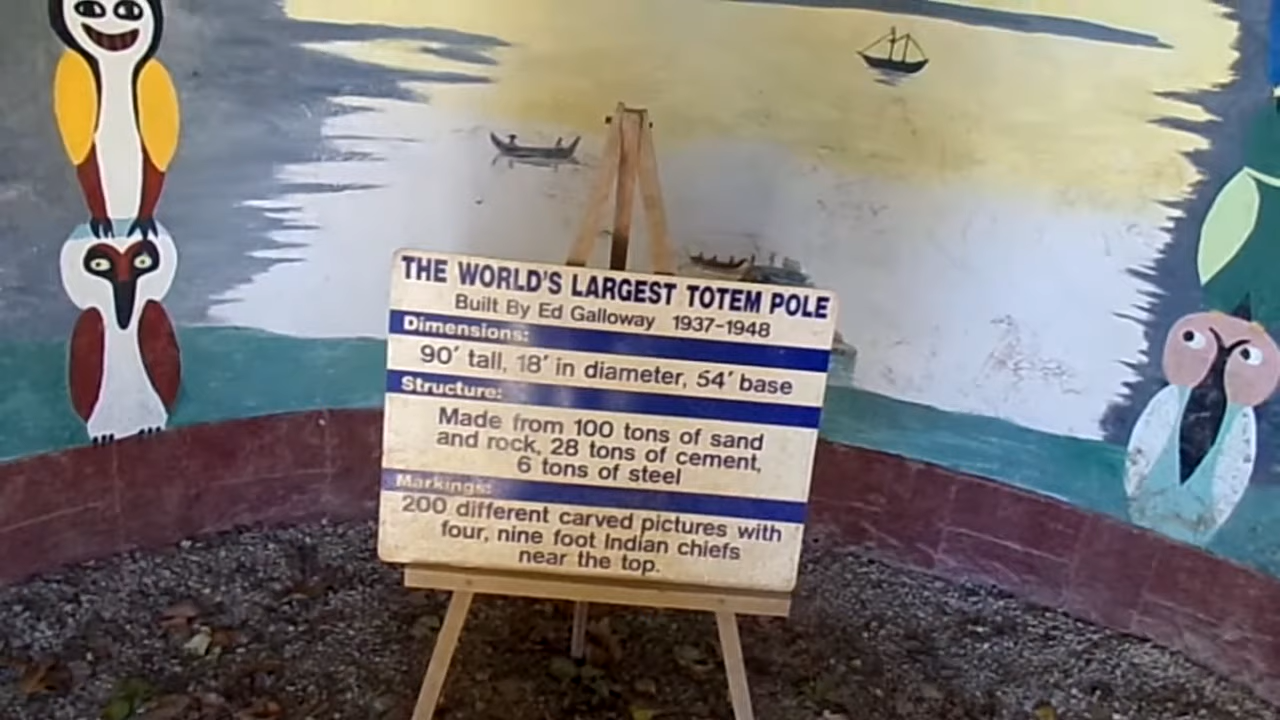 THE WORLD'S LARGEST TOTEM POLE
Built By Ed Galloway 1937-1948
Dimensions:
90' tall, 18' in diameter, 54' base
Structure:
Made from 100 tons of sand
and rock, 28 tons of cement,
6 tons of steel
Markings:
200 different carved pictures with
four, nine foot Indian chiefs
near the top.